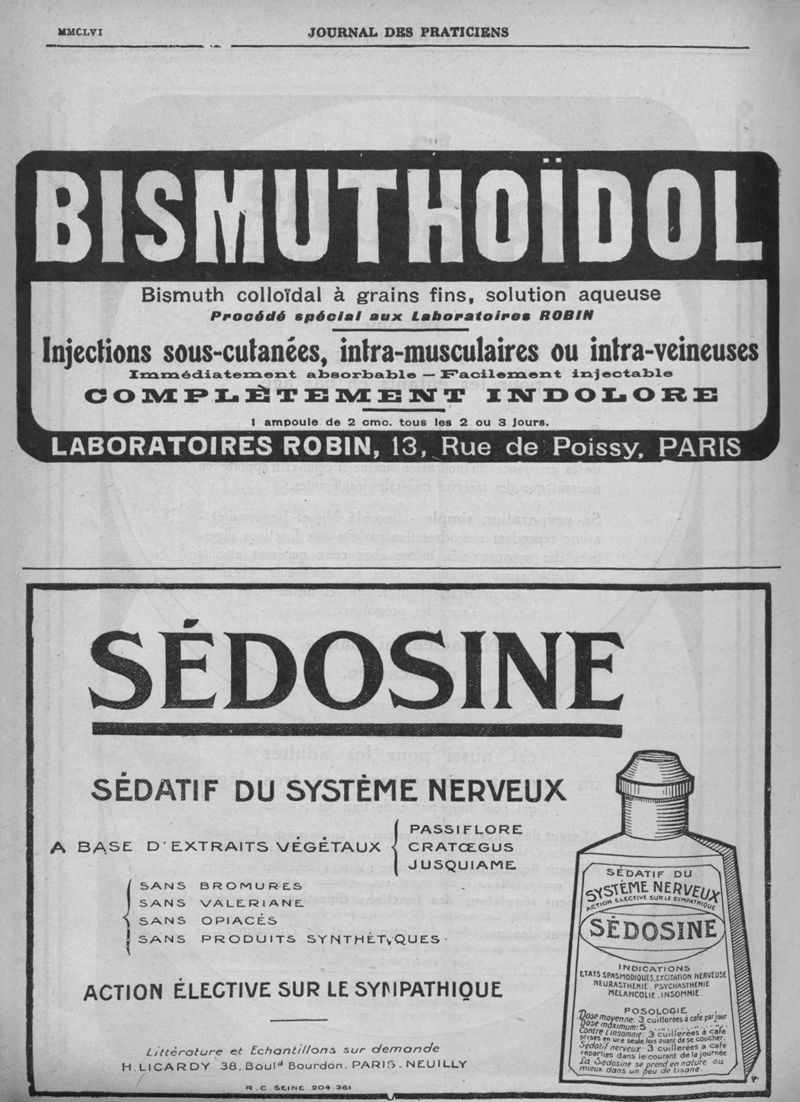 MMCLVI
JOURNAL DES PRATICIENS
BISMUTHOÏDOL
Bismuth colloïdal à grains fins, solution aqueuse
Procédé spécial aux Laboratoires ROBIN
Injections sous-cutanées, intra-musculaires ou intra-veineuses
Immédiatement absorbable — Facilement injectable
COMPLÈTEMENT INDOLORE
1 ampoule de 2 cmc. tous les 2 ou 3 jours.
LABORATOIRES ROBIN, 13, Rue de Poissy, PARIS
SÉDOSINE
SÉDATIF DU SYSTÈME NERVEUX
A BASE D'EXTRAITS VÉGÉTAUX
PASSIFLORE
CRATŒGUS
JUSQUIAME
SANS BROMURES
SANS VALERIANE
SANS OPIACÉS
SANS PRODUITS SYNTHÉTIQUES
ACTION ÉLECTIVE SUR LE SYMPATHIQUE
Littérature et Echantillons sur demande
H. LICARDY 38, Bould Bourdon. PARIS. NEUILLY
R.C. SEINE 204.361
SÉDATIF DU
SYSTÈME NERVEUX
ACTION ELECTIVE SUR LE SYMPATHIQUE
SÉDOSINE
INDICATIONS
ETATS SPASMODIQUES, EXCITATION NERVEUSE
NEURASTHÉNIE, PSYCHASTHÉNIE
MÉLANCOLIE, INSOMNIE
POSOLOGIE
Dose moyenne: 3 cuillerées à café par jour
Dose maximum: 5
Contre l'insomnie: 3 cuillerées à café
prises en une seule fois avant de se coucher.
Sédatif nerveux: 3 cuillerées a café
reparties dans le courant de la journée
La Sedosine se prend en nature ou
mieux dans un peu de tisane.